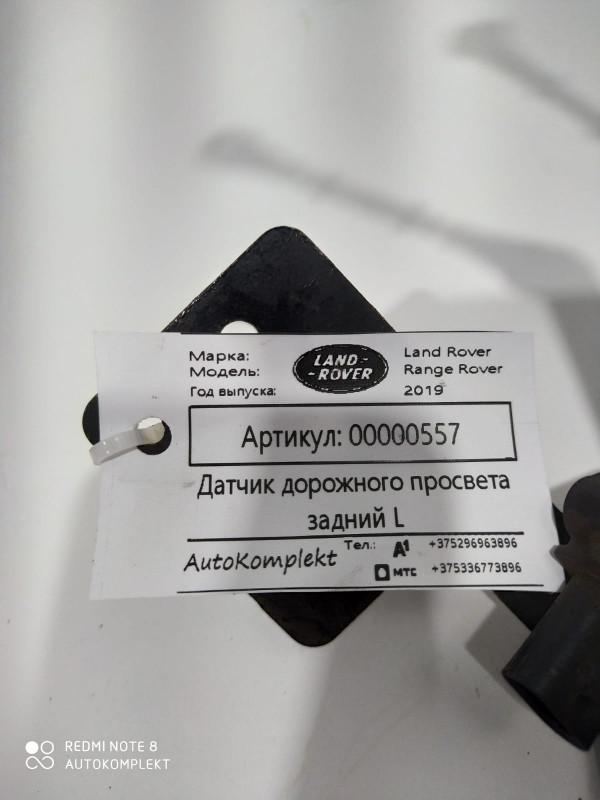 Марка:
Модель:
Год выпуска:
LAND-
-ROVER
Land Rover
Range Rover
2019
Артикул: 00000557
Датчик дорожного просвета
задний L
AutoKomplekt
Тел.: A1 +375296963896
МТС +375336773896
REDMI NOTE 8
AUTOKOMPLEKT